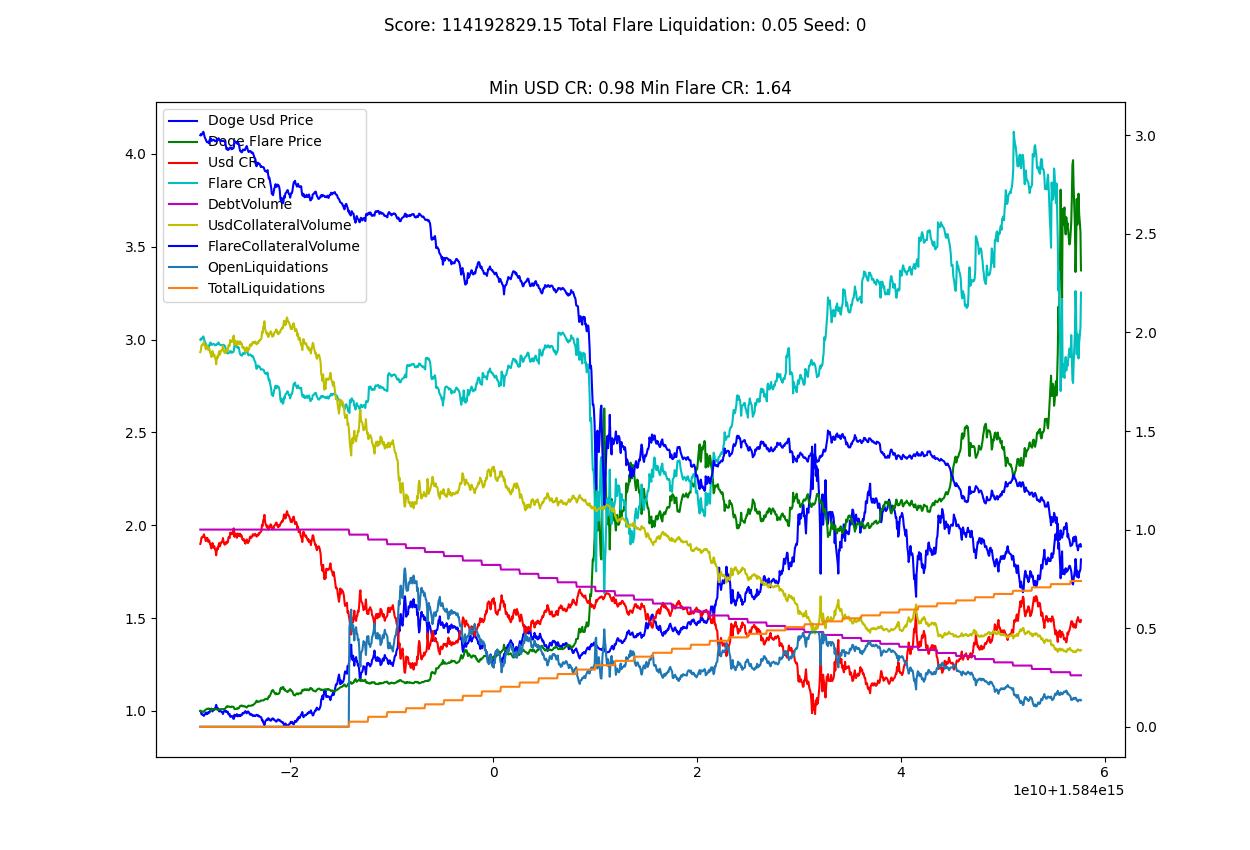 Score: 114192829.15 Total Flare Liquidation: 0.05 Seed: 0
Min USD CR: 0.98 Min Flare CR: 1.64
Doge Usd Price
Doge Flare Price
Usd CR
Flare CR
DebtVolume
UsdCollateralVolume
FlareCollateralVolume
OpenLiquidations
TotalLiquidations
4.0
3.5
3.0
2.5
2.0
1.5
1.0
3.0
2.5
2.0
1.5
1.0
0.5
0.0
−2
0
2
4
6
1e10+1.584e15